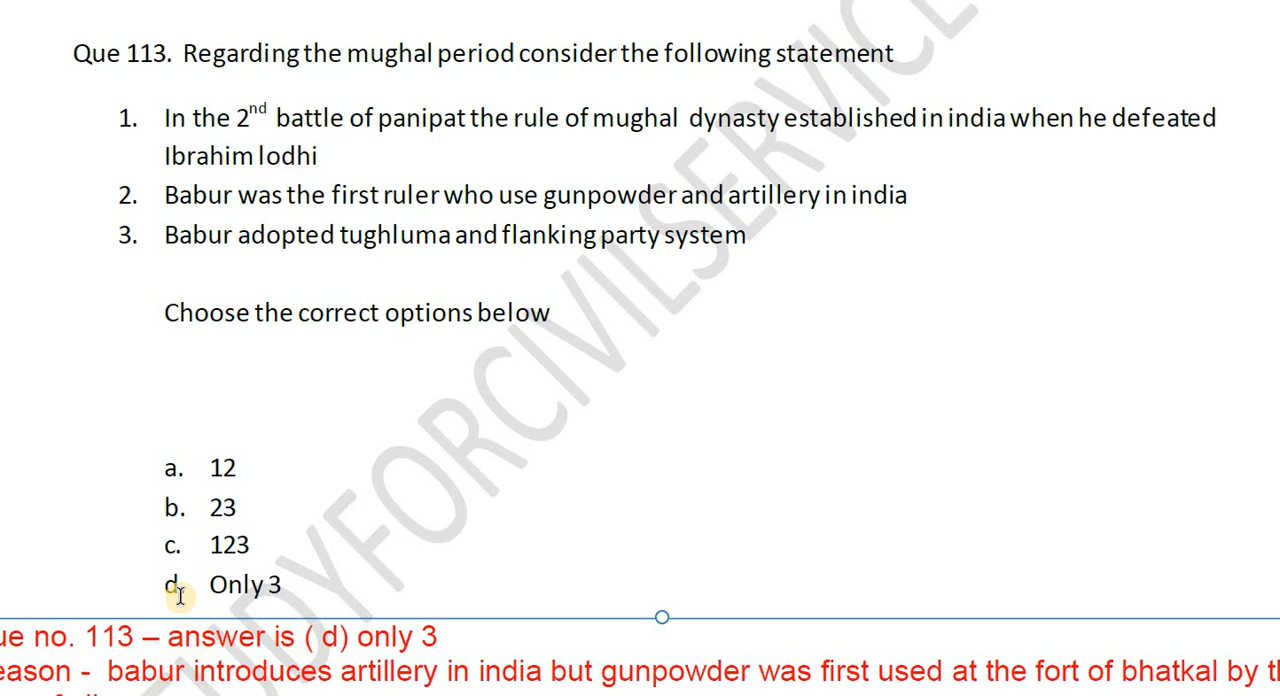 Que 113. Regarding the mughal period consider the following statement
1. In the 2nd battle of panipat the rule of mughal dynasty established in india when he defeated
Ibrahim lodhi
2. Babur was the first ruler who use gunpowder and artillery in india
3. Babur adopted tughluma and flanking party system
Choose the correct options below
a. 12
b. 23
c. 123
d. Only 3
ue no. 113 – answer is ( d) only 3
eason - babur introduces artillery in india but gunpowder was first used at the fort of bhatkal by
UDYFORCIVILSERVIC